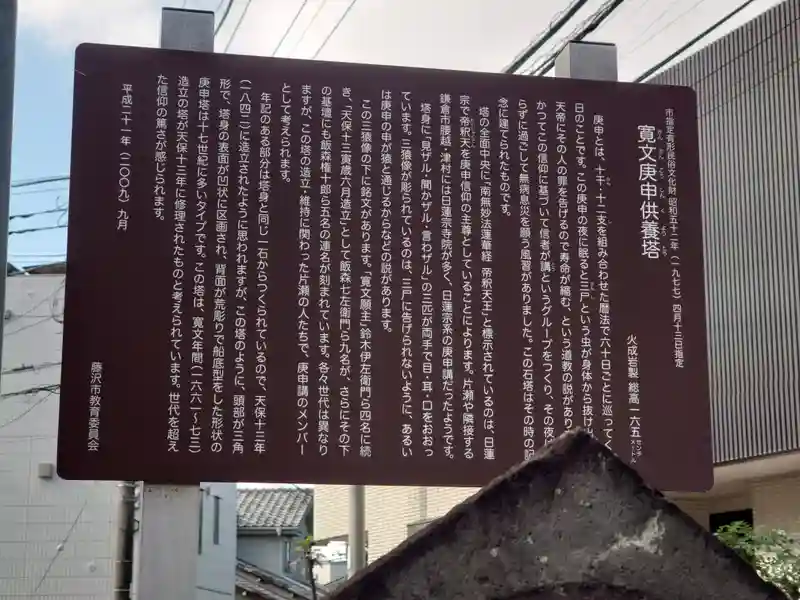 市指定有形民俗文化財 昭和五十二年(一九七七)四月十三日指定
寛文庚申供養塔
かんぶんこうしんくようとう
火成岩製 総高一六五センチメートル
庚申とは、十干・十二支を組み合わせた暦法で六十日ごとに巡ってく
日のことです。この庚申の夜に眠ると三尸という虫が身体から抜け
天帝にその人の罪を告げるので寿命が縮む、という道教の説があり
かつてこの信仰に基づいて信者が講というグループをつくり、その夜
らずに過ごして無病息災を願う風習がありました。この石塔はその時の記
念に建てられたものです。
塔の全面中央に「南無妙法蓮華経 帝釈天王」と標示されているのは、日蓮
宗で帝釈天を庚申信仰の主尊としていることによります。片瀬や隣接する
鎌倉市腰越・津村には日蓮宗寺院が多く、日蓮宗系の庚申講だったようです。
塔身に「見ザル・聞かザル・言わザル」の三匹が両手で目・耳・口をおおっ
ています。三猿像が彫られているのは、三尸に告げられないように、あるい
は庚申の申が猿と通じるからなどの説があります。
この三猿像の下に銘文があります。「寛文願主」鈴木伊左衛門ら四名に続
き、「天保十三寅歳六月造立」として飯森七左衛門ら九名が、さらにその下
の基壇にも飯森権十郎ら五名の連名が刻まれています。各々世代は異なり
ますが、この塔の造立・維持に関わった片瀬の人たちで、庚申講のメンバー
として考えられます。
年記のある部分は塔身と同じ一石からつくられているので、天保十三年
(一八四二)に造立されたように思われますが、この塔のように、頭部が三角
形で、塔身の表面が凹状に区画され、背面が荒彫りで船底型をした形状の
庚申塔は十七世紀に多いタイプです。この塔は、寛文年間(一六六一~七三)
造立の塔が天保十三年に修理されたものと考えられています。世代を超え
た信仰の篤さが感じられます。
平成二十一年(二〇〇九)九月
藤沢市教育委員会